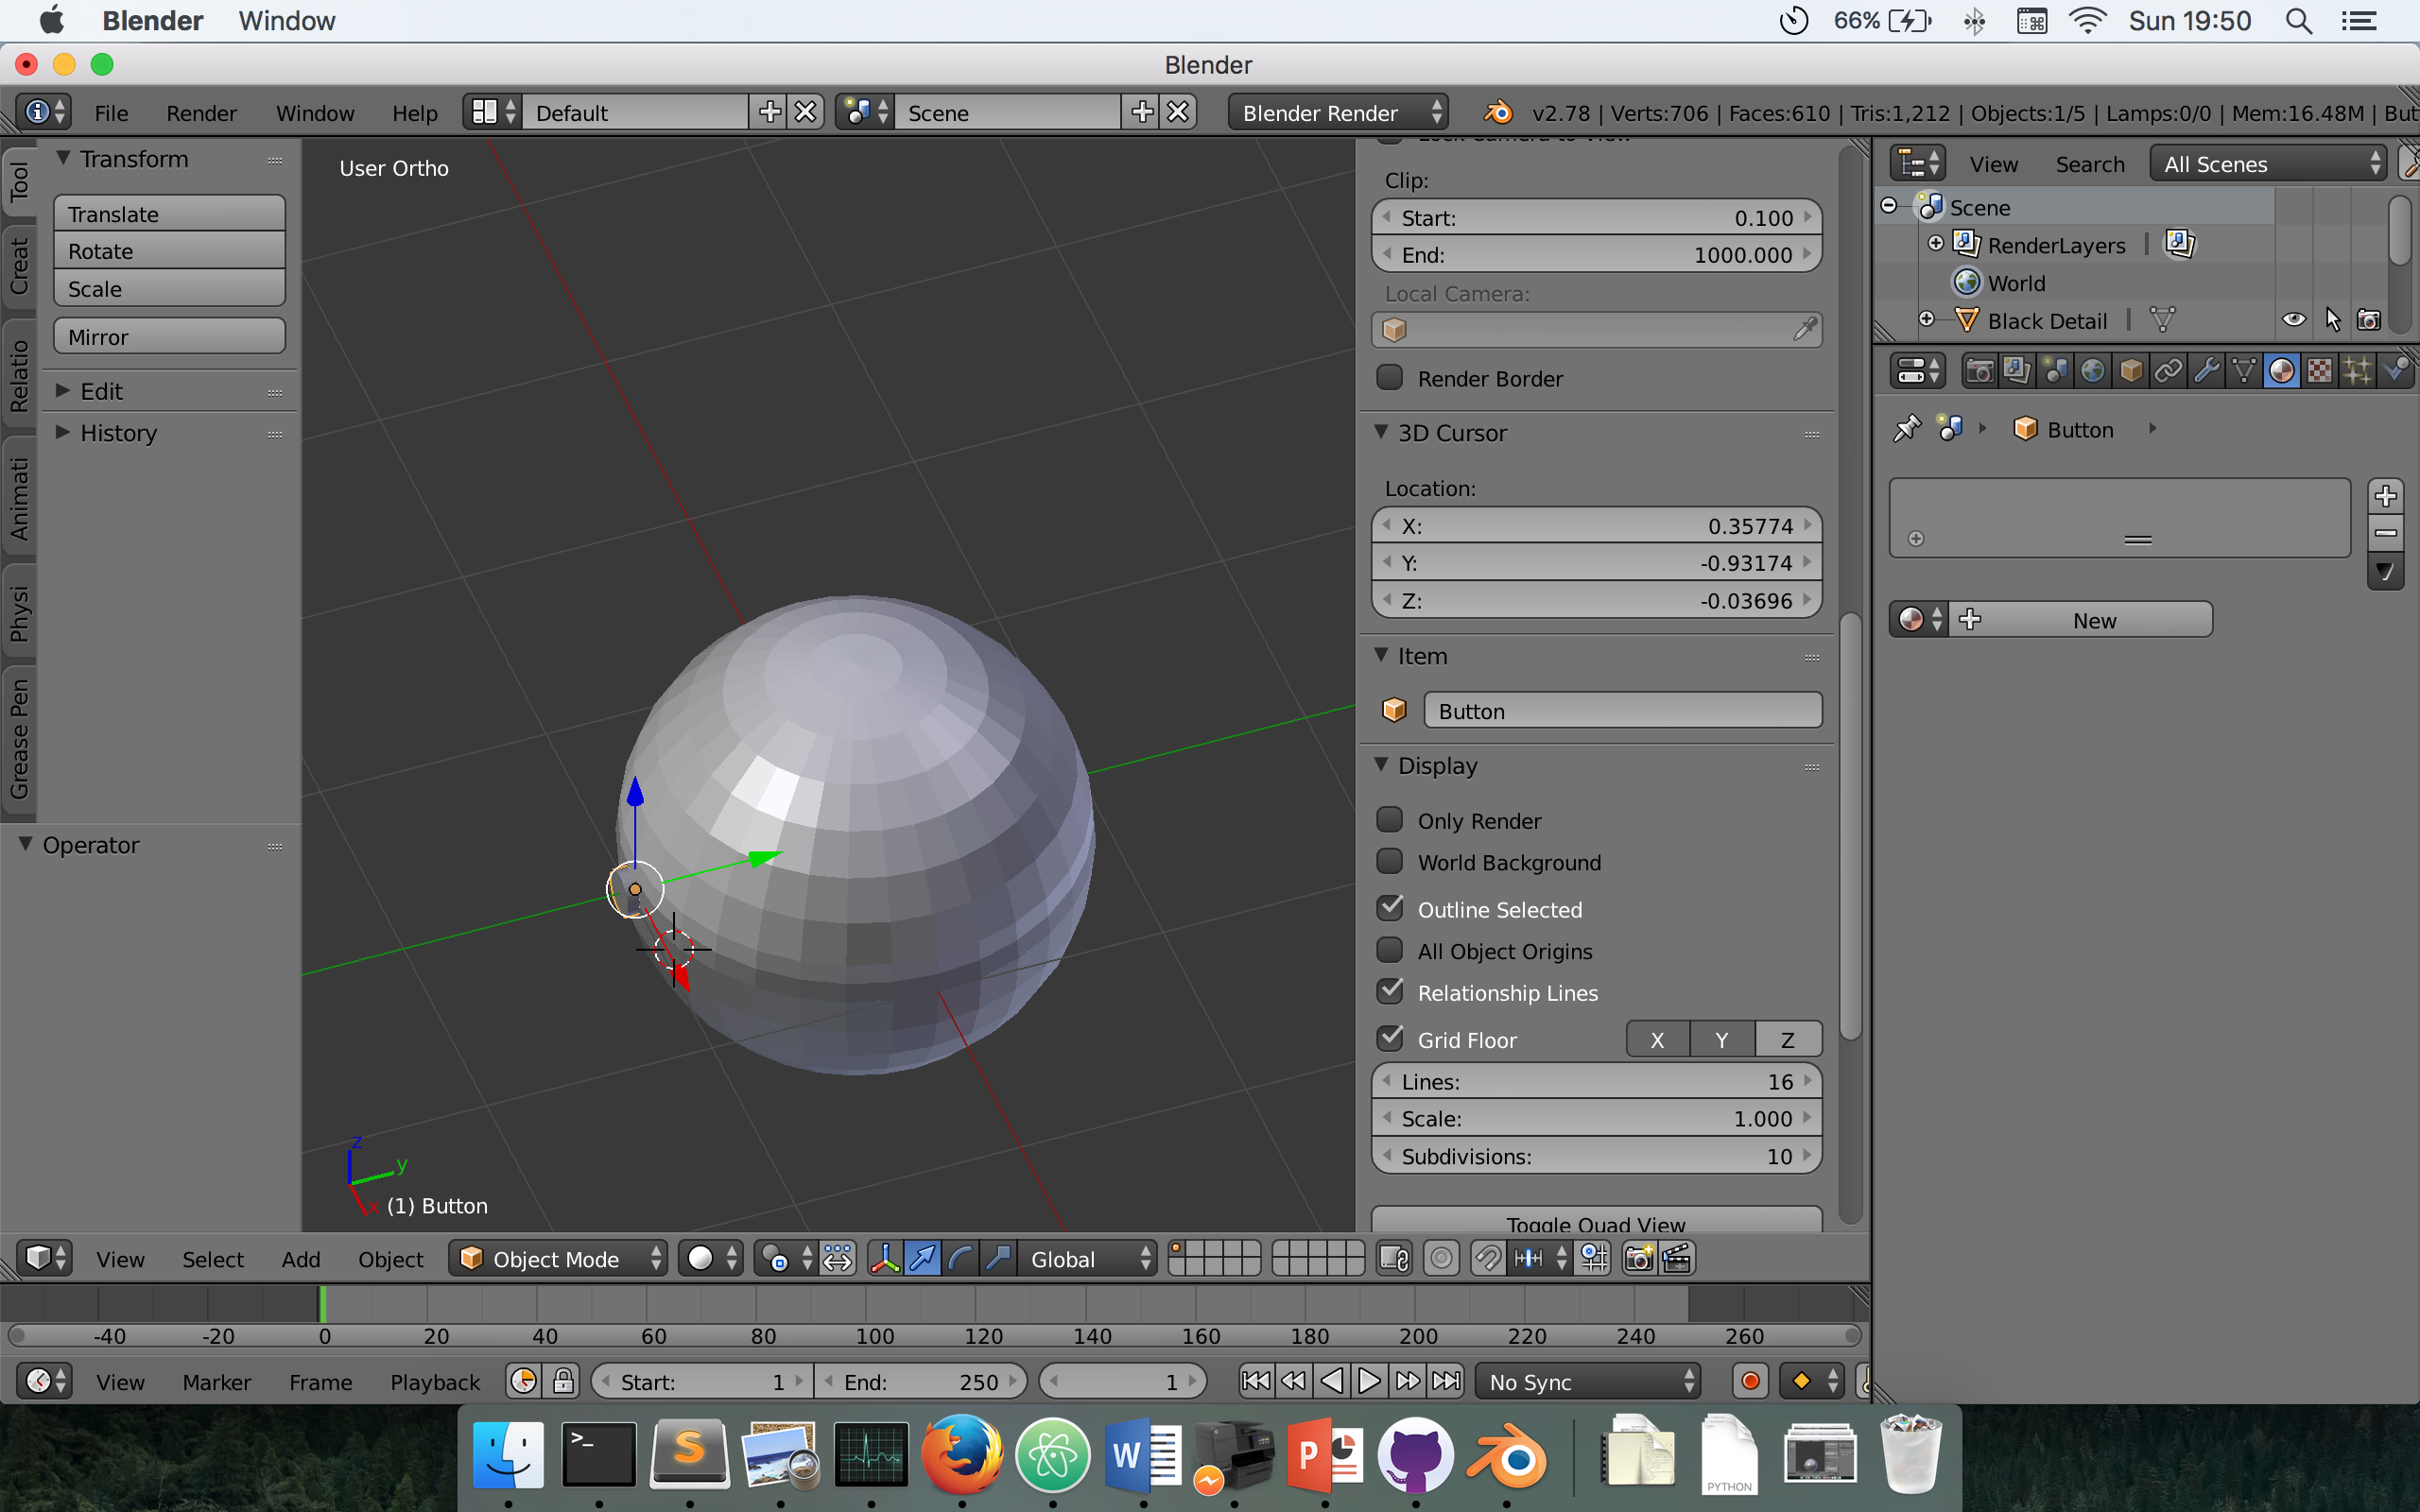 Blender Window 66% Sun 19:50
Blender
File Render Window Help Default Scene Blender Render v2.78 | Verts:706 | Faces:610 | Tris:1,212 | Objects:1/5 | Lamps:0/0 | Mem:16.48M | But
Tool
Creat
Relatio
Animati
Physi
Grease Pen
Transform
Translate
Rotate
Scale
Mirror
Edit
History
Operator
User Ortho
z
y
x
(1) Button
Lock Camera to View
Clip:
Start: 0.100
End: 1000.000
Local Camera:
Render Border
3D Cursor
Location:
X: 0.35774
Y: -0.93174
Z: -0.03696
Item
Button
Display
Only Render
World Background
Outline Selected
All Object Origins
Relationship Lines
Grid Floor X Y Z
Lines: 16
Scale: 1.000
Subdivisions: 10
Toggle Quad View
View Search All Scenes
Scene
RenderLayers |
World
Black Detail |
Button
New
View Select Add Object Object Mode Global
-40 -20 0 20 40 60 80 100 120 140 160 180 200 220 240 260
View Marker Frame Playback Start: 1 End: 250 1 No Sync
>_
S
W
P
PYTHON